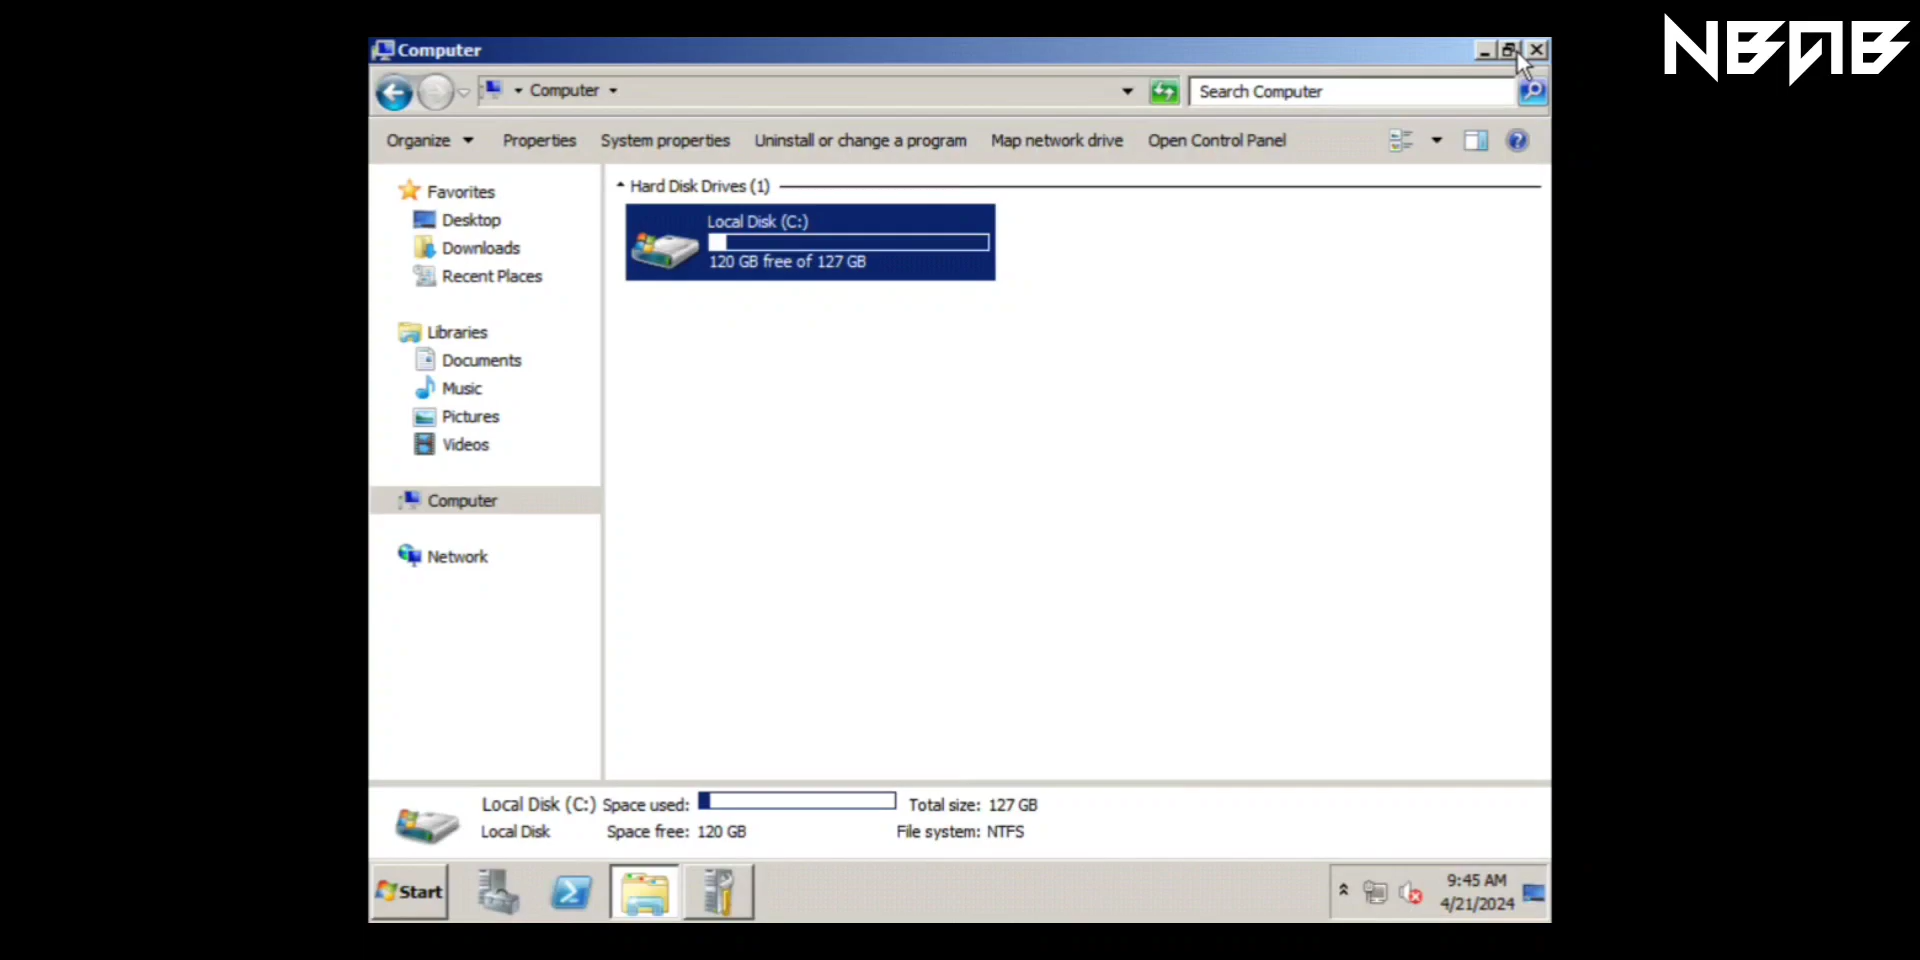 NBAB
Computer
Computer
Search Computer
Organize Properties System properties Uninstall or change a program Map network drive Open Control Panel
Favorites
Desktop
Downloads
Recent Places
Libraries
Documents
Music
Pictures
Videos
Computer
Network
Hard Disk Drives (1)
Local Disk (C:)
120 GB free of 127 GB
Local Disk (C:) Space used: Total size: 127 GB
Local Disk Space free: 120 GB File system: NTFS
Start
9:45 AM
4/21/2024